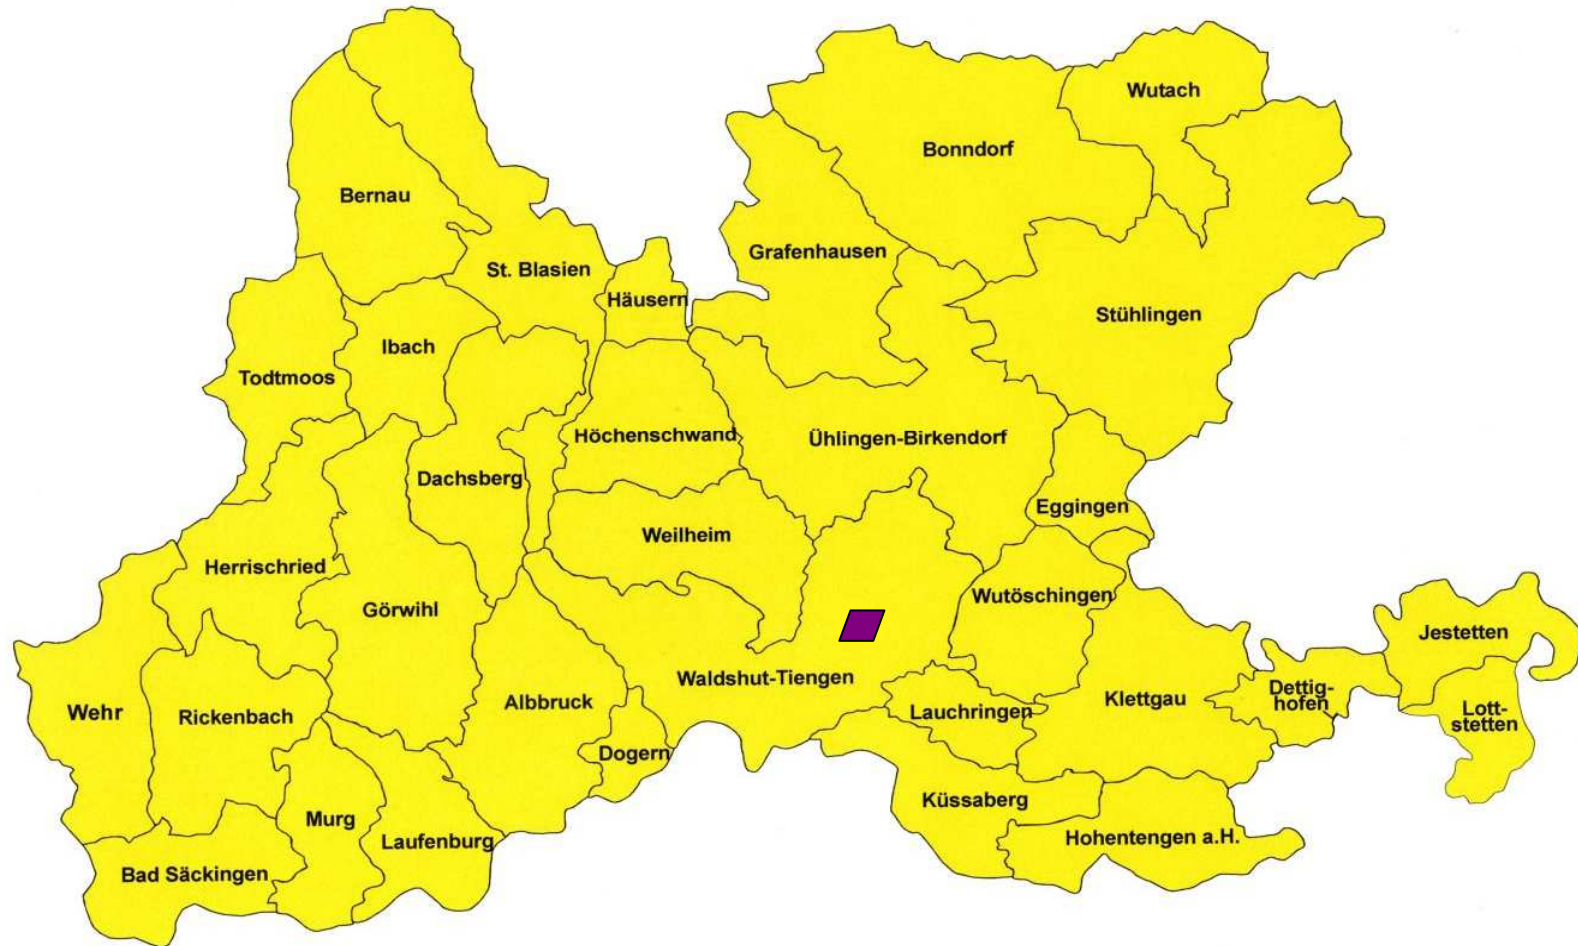 Wutach
Bonndorf
Bernau
Grafenhausen
St. Blasien
Häusern
Stühlingen
Ibach
Todtmoos
Höchenschwand
Ühlingen-Birkendorf
Dachsberg
Eggingen
Weilheim
Herrischried
Wutöschingen
Görwihl
Jestetten
Waldshut-Tiengen
Dettig-
hofen
Klettgau
Albbruck
Lauchringen
Wehr
Rickenbach
Lott-
stetten
Dogern
Küssaberg
Murg
Hohentengen a.H.
Laufenburg
Bad Säckingen